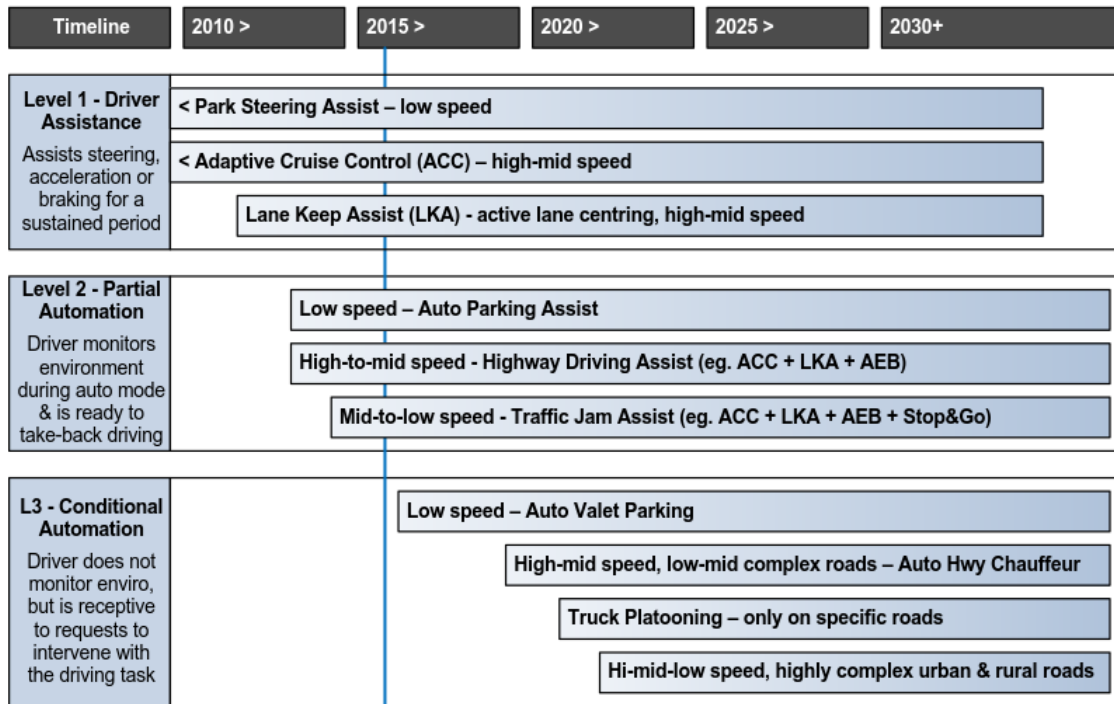 Timeline
2010 >
2015 >
2020 >
2025 >
2030+
Level 1 - Driver
Assistance
Assists steering,
acceleration or
braking for a
sustained period
< Park Steering Assist – low speed
< Adaptive Cruise Control (ACC) – high-mid speed
Lane Keep Assist (LKA) - active lane centring, high-mid speed
Level 2 - Partial
Automation
Driver monitors
environment
during auto mode
& is ready to
take-back driving
Low speed – Auto Parking Assist
High-to-mid speed - Highway Driving Assist (eg. ACC + LKA + AEB)
Mid-to-low speed - Traffic Jam Assist (eg. ACC + LKA + AEB + Stop&Go)
L3 - Conditional
Automation
Driver does not
monitor enviro,
but is receptive
to requests to
intervene with
the driving task
Low speed – Auto Valet Parking
High-mid speed, low-mid complex roads – Auto Hwy Chauffeur
Truck Platooning – only on specific roads
Hi-mid-low speed, highly complex urban & rural roads